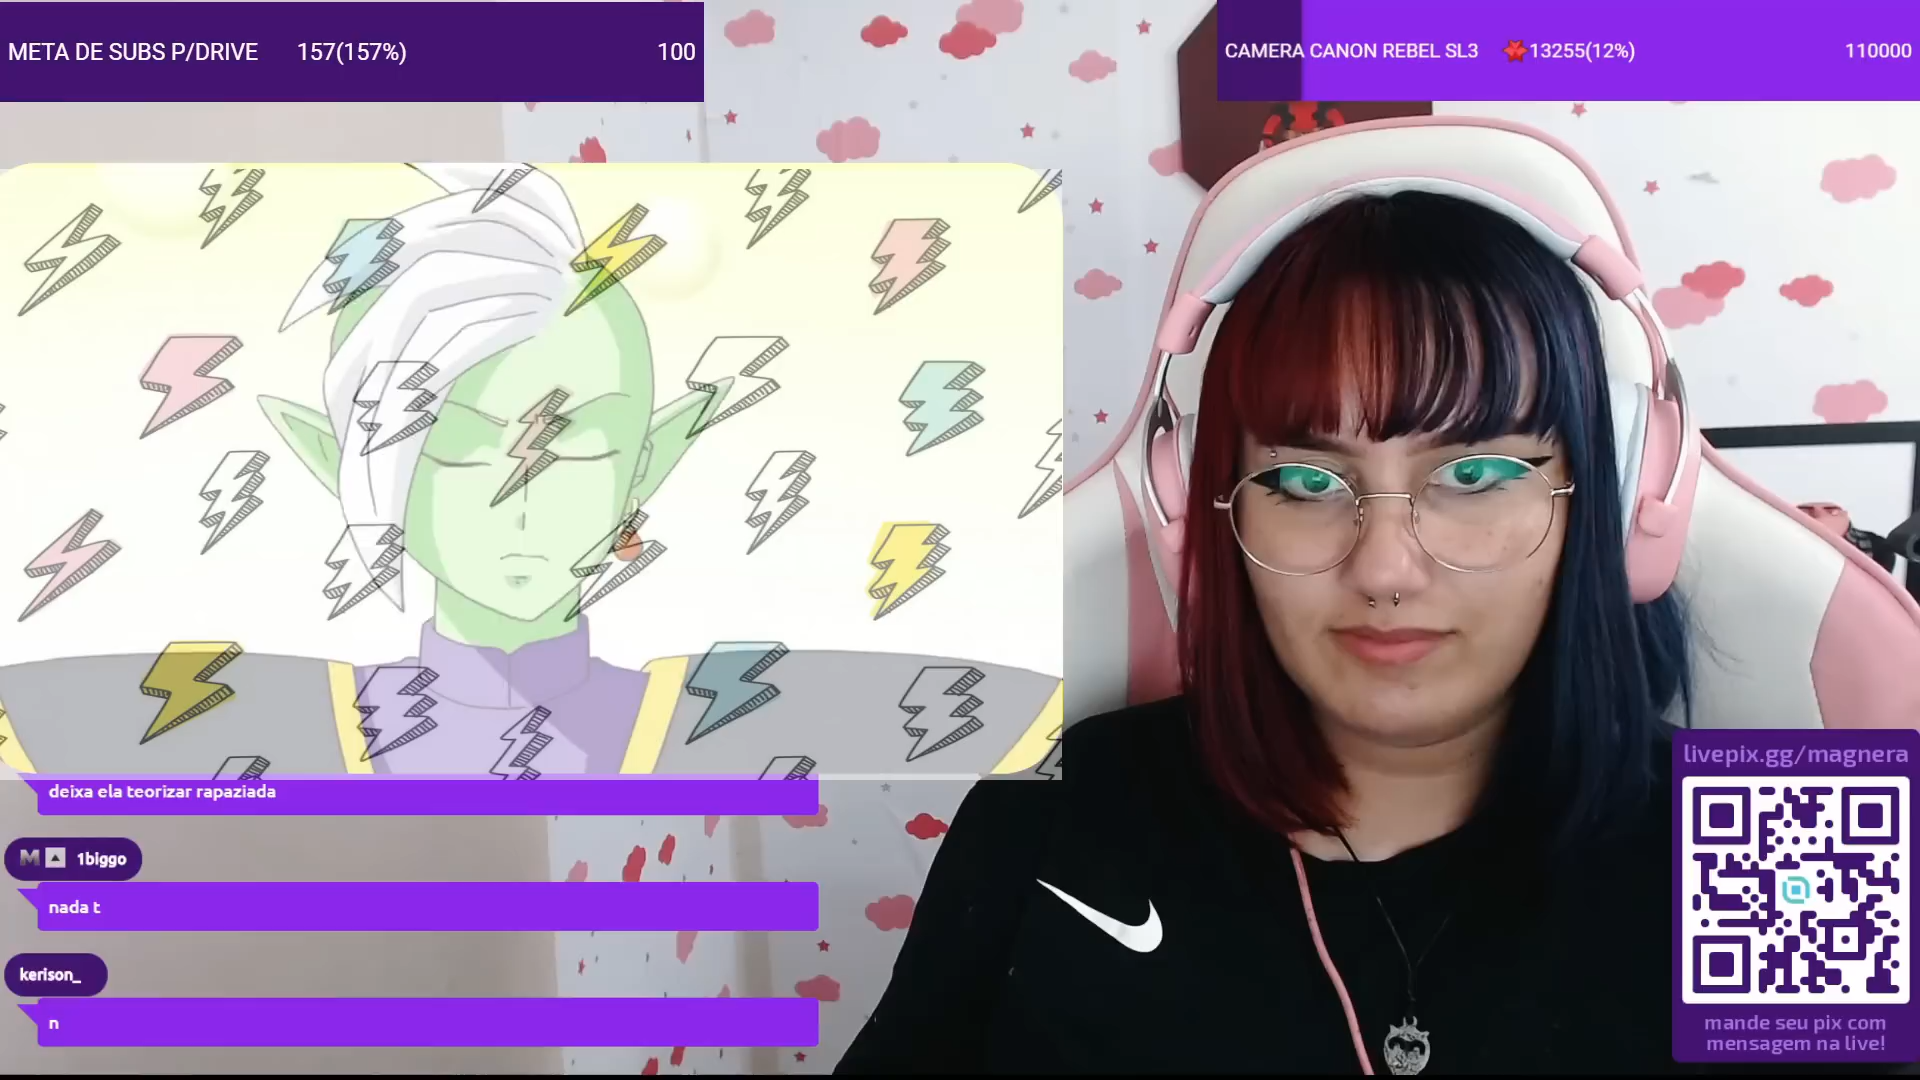 META DE SUBS P/DRIVE 157(157%) 100
CAMERA CANON REBEL SL3 13255(12%) 110000
deixa ela teorizar rapaziada
1biggo
nada t
kerison_
n
livepix.gg/magnera
mande seu pix com
mensagem na live!